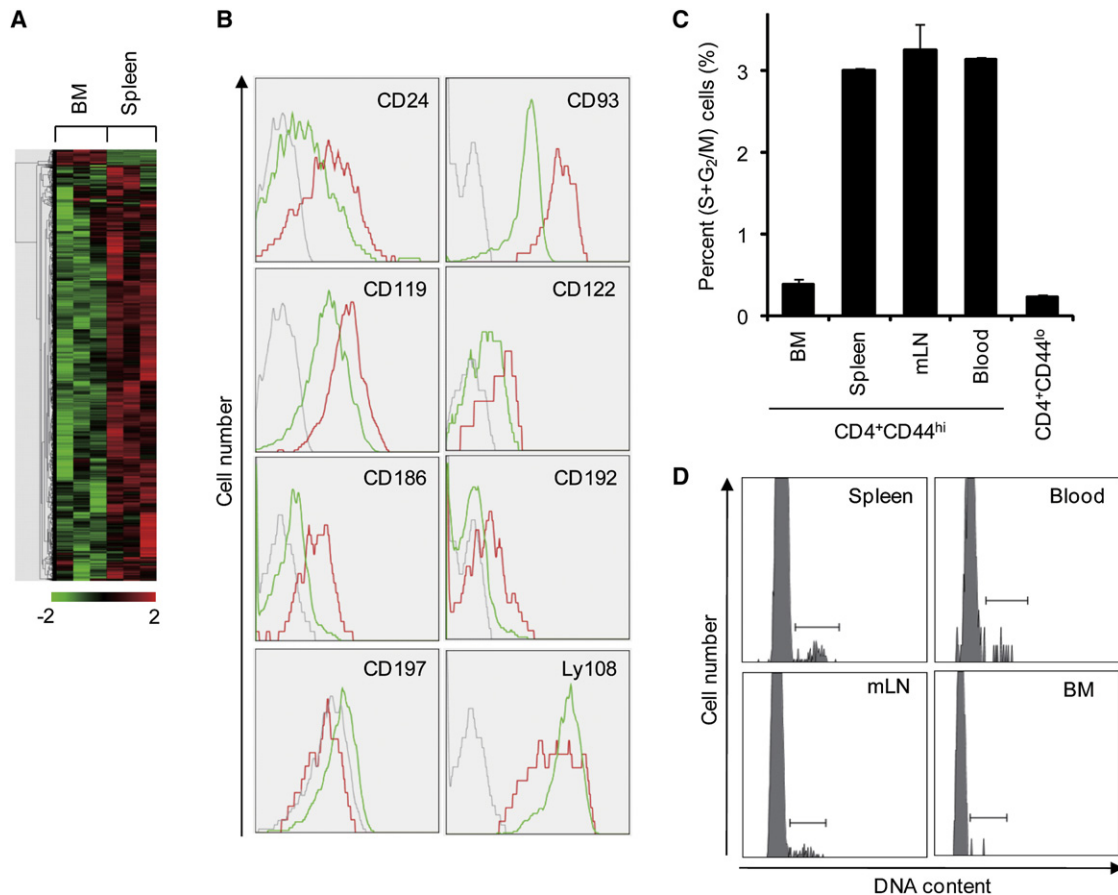 A
BM
Spleen
-2
2
B
Cell number
CD24
CD93
CD119
CD122
CD186
CD192
CD197
Ly108
C
Percent (S+G₂/M) cells (%)
3
2
1
0
BM
Spleen
mLN
Blood
CD4⁺CD44ˡᵒ
CD4⁺CD44ʰⁱ
D
Cell number
Spleen
Blood
mLN
BM
DNA content